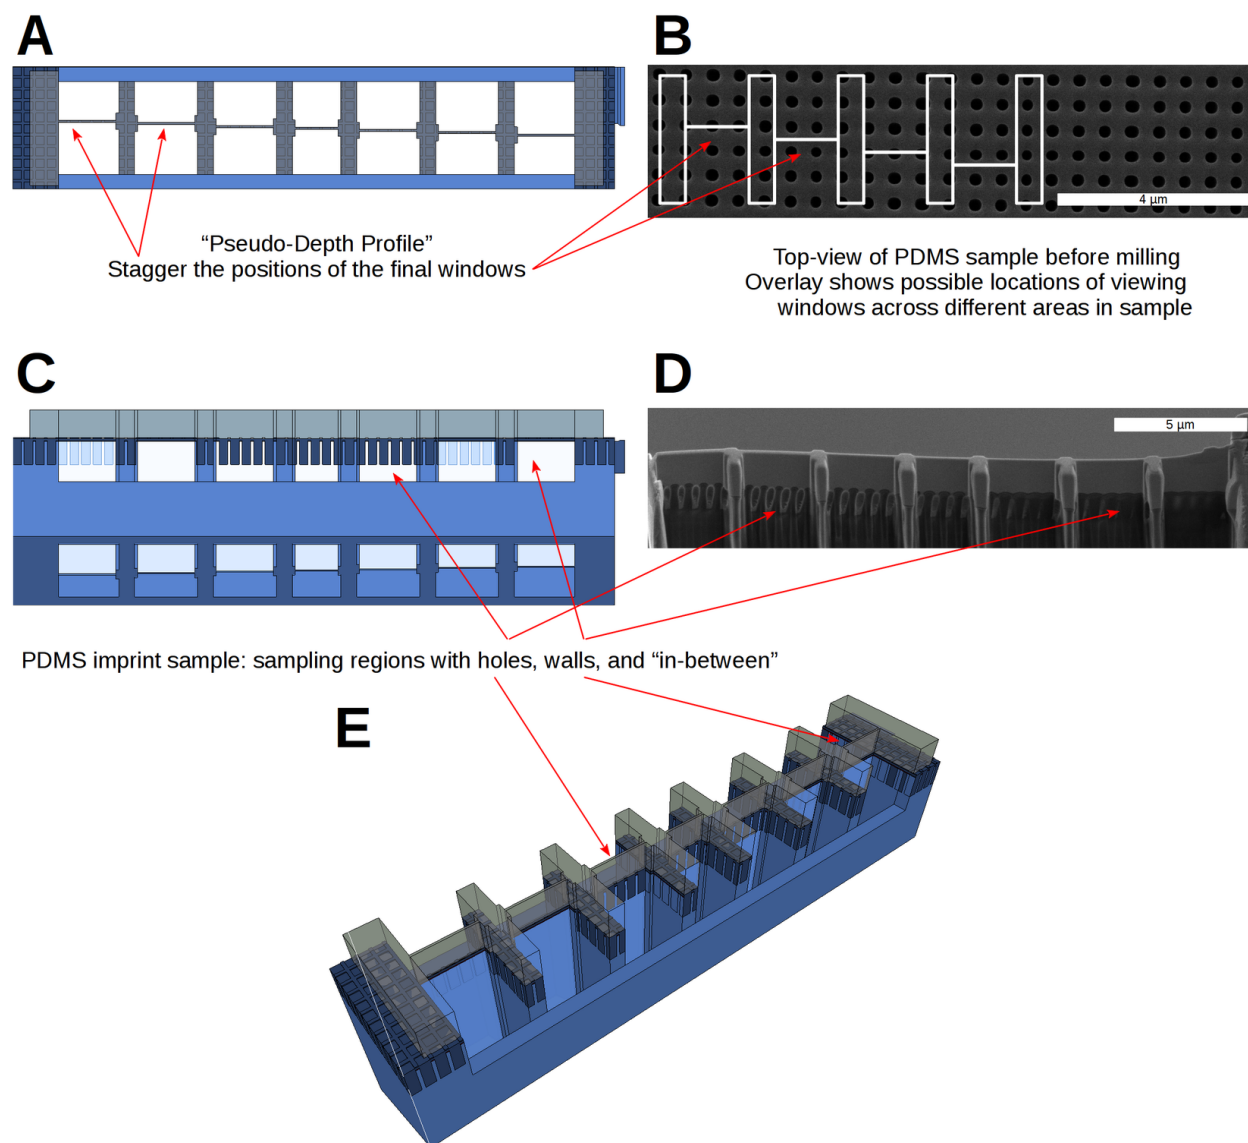 A
B
4 μm
“Pseudo-Depth Profile”
Stagger the positions of the final windows
Top-view of PDMS sample before milling
Overlay shows possible locations of viewing
windows across different areas in sample
C
D
5 μm
PDMS imprint sample: sampling regions with holes, walls, and “in-between”
E